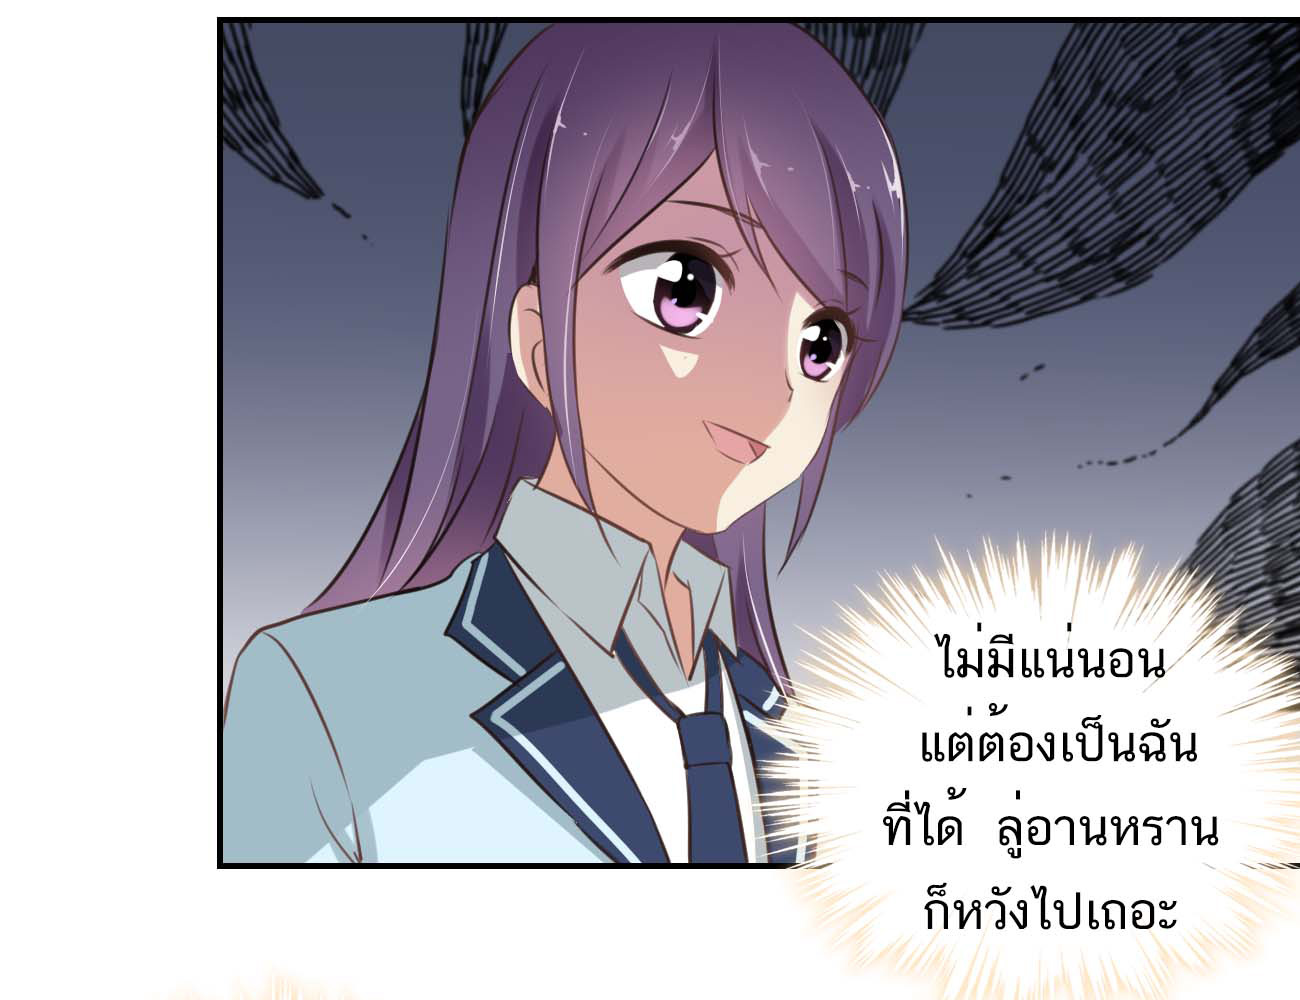 ไม่มีแน่นอน
แต่ต้องเป็นฉัน
ที่ได้ ลู่อานหราน
ก็หวังไปเถอะ